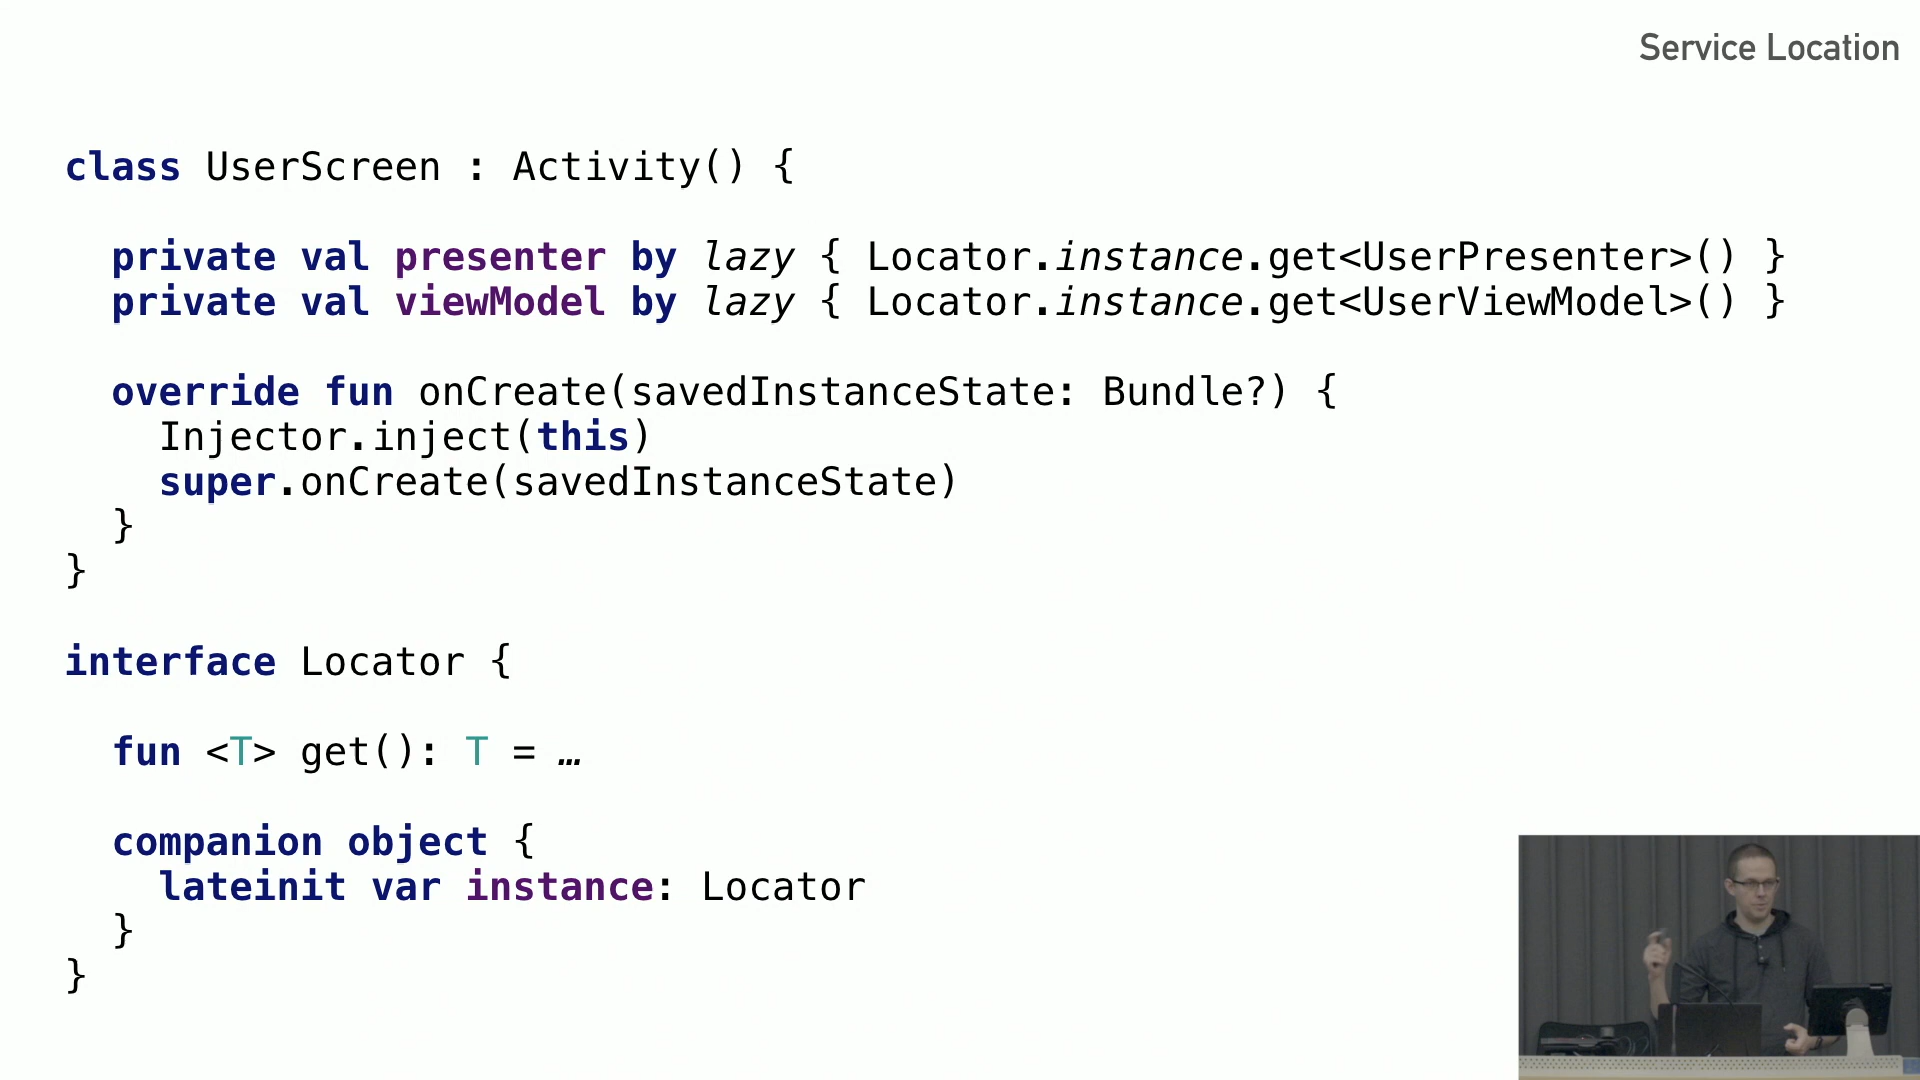 Service Location
class UserScreen : Activity() {
private val presenter by lazy { Locator.instance.get<UserPresenter>() }
private val viewModel by lazy { Locator.instance.get<UserViewModel>() }
override fun onCreate(savedInstanceState: Bundle?) {
Injector.inject(this)
super.onCreate(savedInstanceState)
}
}
interface Locator {
fun <T> get(): T = …
companion object {
lateinit var instance: Locator
}
}